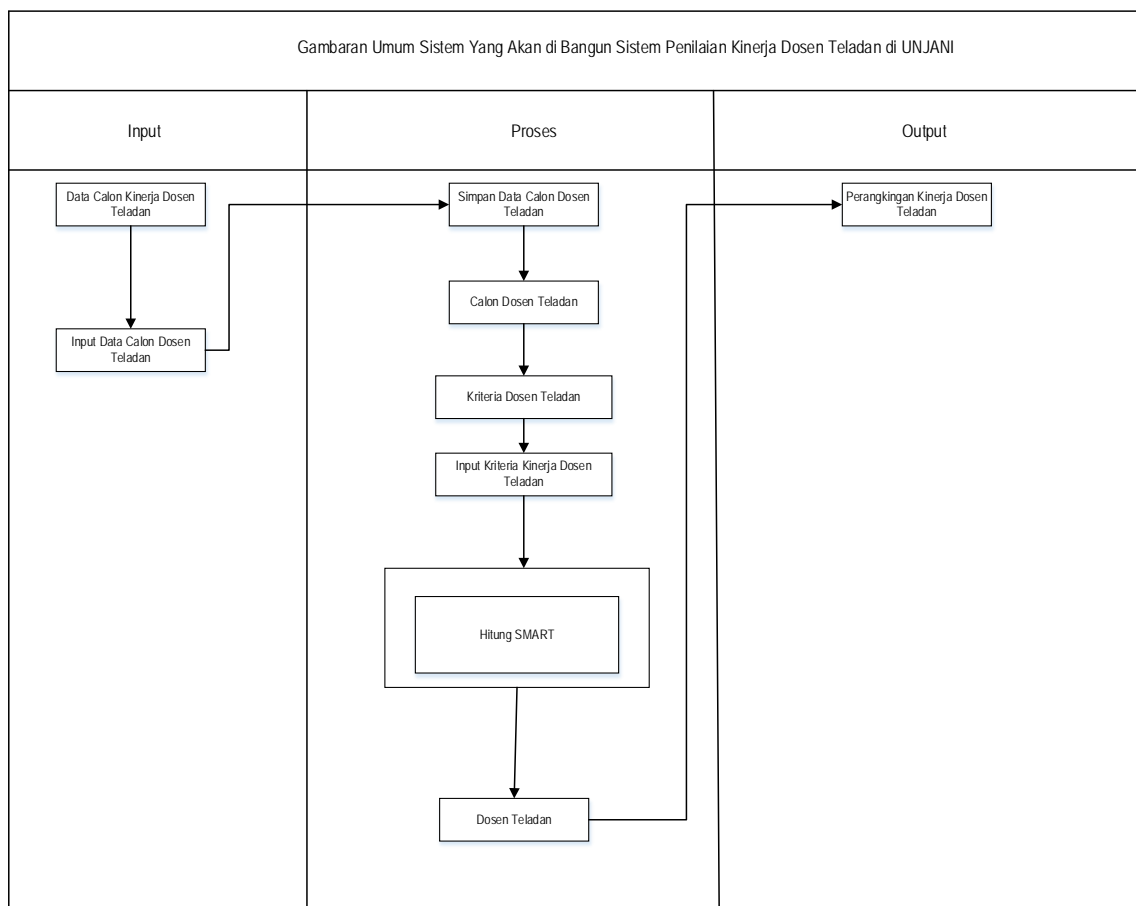 Gambaran Umum Sistem Yang Akan di Bangun Sistem Penilaian Kinerja Dosen Teladan di UNJANI
Input
Proses
Output
Data Calon Kinerja Dosen
Teladan
Input Data Calon Dosen
Teladan
Simpan Data Calon Dosen
Teladan
Calon Dosen Teladan
Kriteria Dosen Teladan
Input Kriteria Kinerja Dosen
Teladan
Hitung SMART
Dosen Teladan
Perangkingan Kinerja Dosen
Teladan